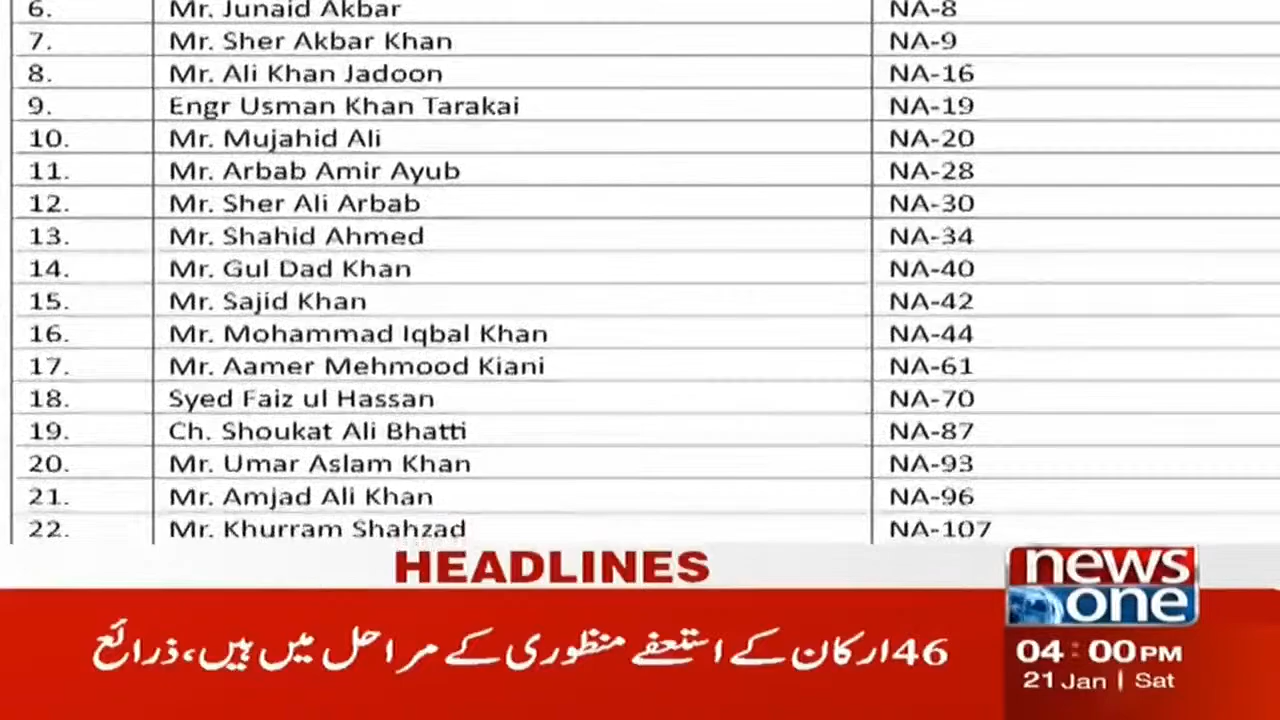 6. Mr. Junaid Akbar NA-8
7. Mr. Sher Akbar Khan NA-9
8. Mr. Ali Khan Jadoon NA-16
9. Engr Usman Khan Tarakai NA-19
10. Mr. Mujahid Ali NA-20
11. Mr. Arbab Amir Ayub NA-28
12. Mr. Sher Ali Arbab NA-30
13. Mr. Shahid Ahmed NA-34
14. Mr. Gul Dad Khan NA-40
15. Mr. Sajid Khan NA-42
16. Mr. Mohammad Iqbal Khan NA-44
17. Mr. Aamer Mehmood Kiani NA-61
18. Syed Faiz ul Hassan NA-70
19. Ch. Shoukat Ali Bhatti NA-87
20. Mr. Umar Aslam Khan NA-93
21. Mr. Amjad Ali Khan NA-96
22. Mr. Khurram Shahzad NA-107
HEADLINES
news
one
46ارکان کے استعفے منظوری کے مراحل میں ہیں،ذرائع
04:00PM
21 Jan | Sat